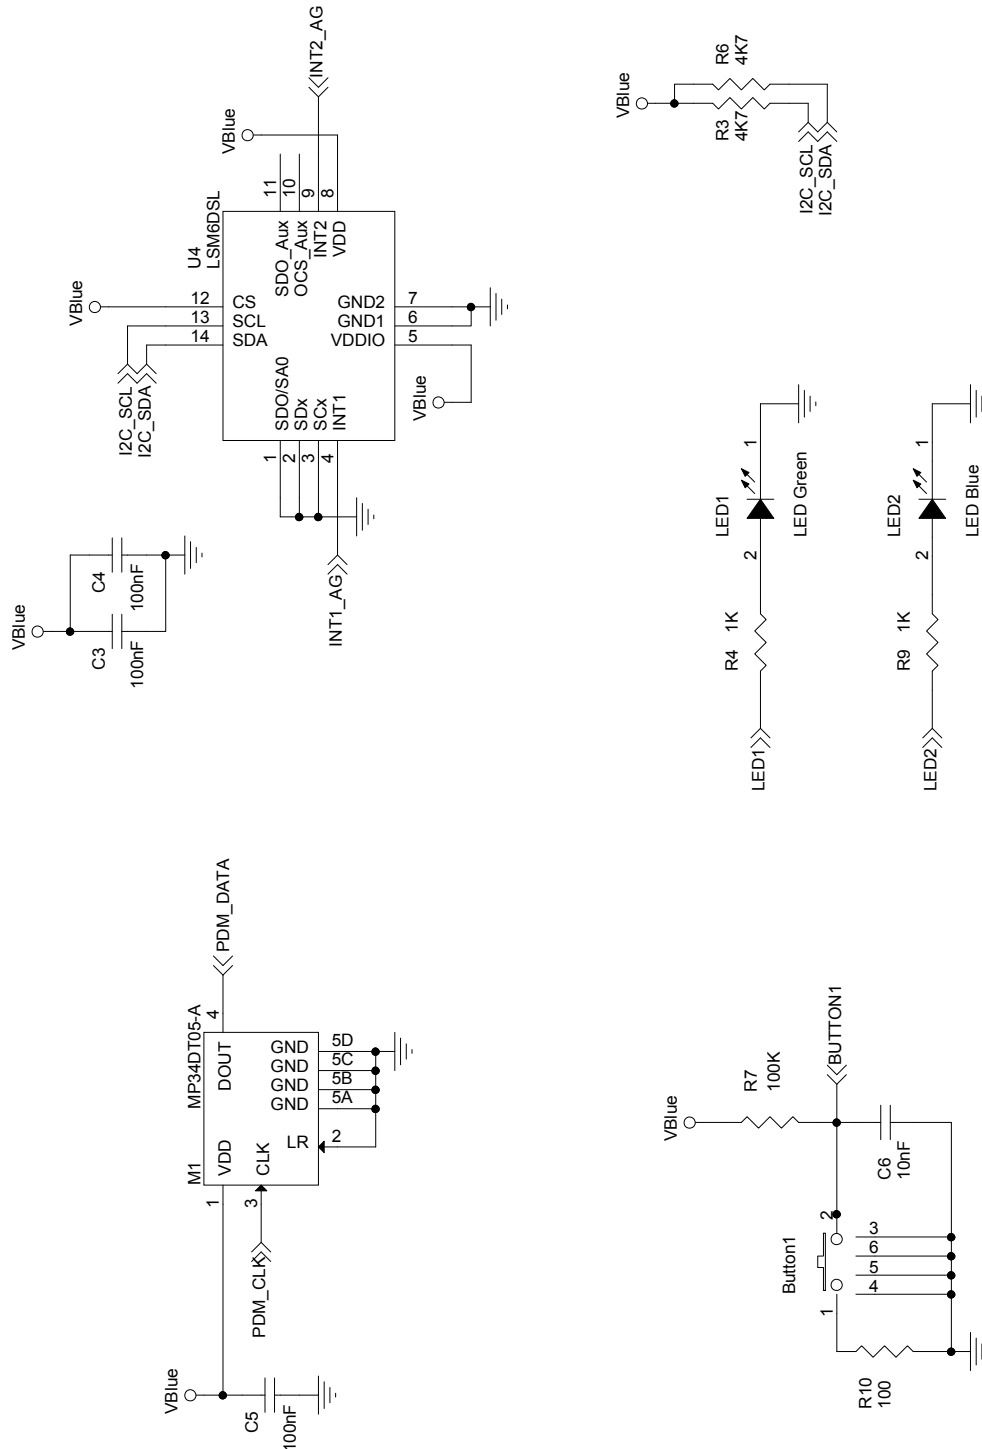 VBlue
C3
100nF
C4
100nF
I2C_SCL
I2C_SDA
VBlue
U4
LSM6DSL
12
13
14
CS
SCL
SDA
SDO_Aux
OCS_Aux
INT2
VDD
11
10
9
8
VBlue
INT2_AG
SDO/SA0
SDx
SCx
INT1
1
2
3
4
GND2
GND1
VDDIO
7
6
5
VBlue
INT1_AG
VBlue
R6
4K7
R3
4K7
I2C_SCL
I2C_SDA
LED1
R4
1K
2
LED1
LED Green
1
LED2
R9
1K
2
LED2
LED Blue
1
VBlue
C5
100nF
M1
MP34DT05-A
1
VDD
DOUT
4
PDM_DATA
PDM_CLK
3
CLK
LR
2
GND
GND
GND
GND
5D
5C
5B
5A
VBlue
R7
100K
BUTTON1
C6
10nF
Button1
1
2
3
6
5
4
R10
100